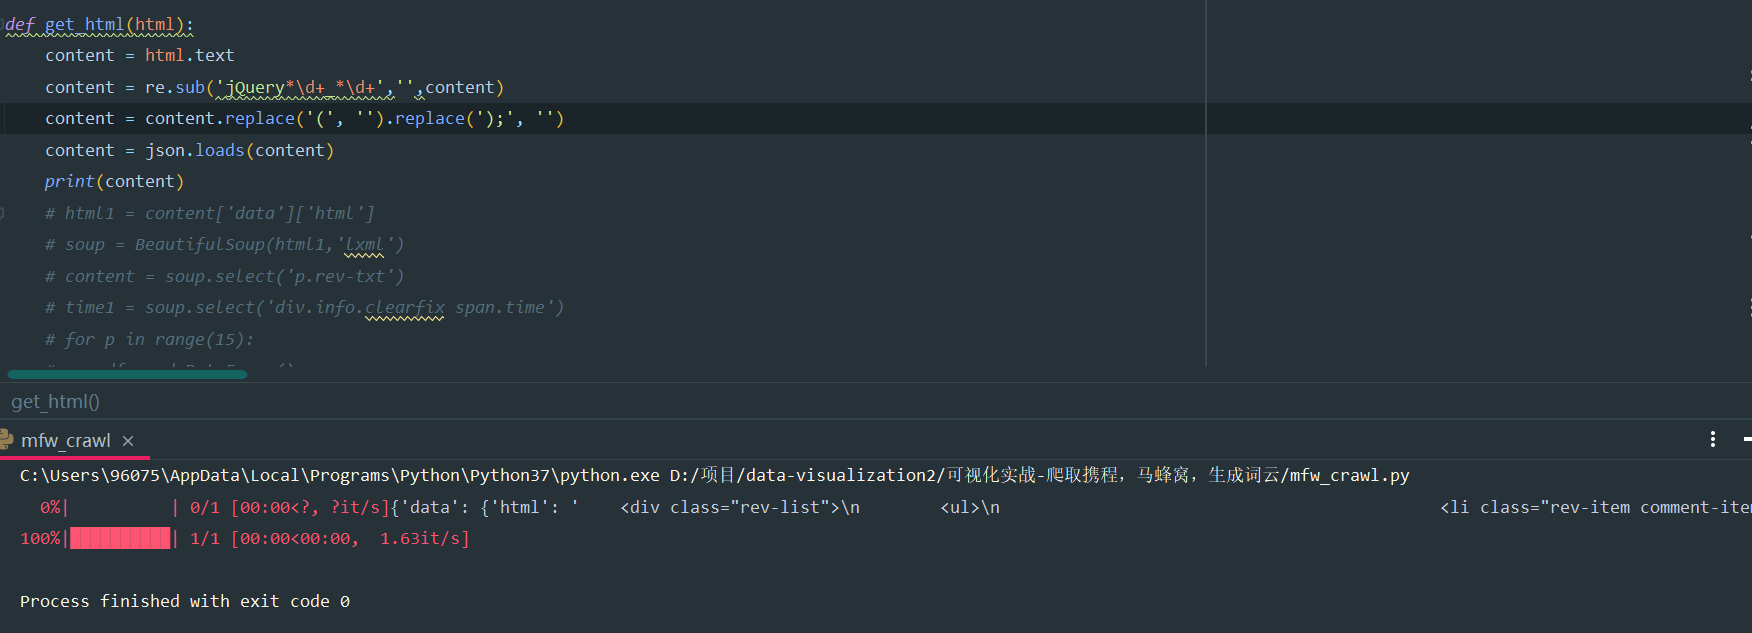 def get_html(html):
    content = html.text
    content = re.sub('jQuery*\d+_*\d+','',content)
    content = content.replace('(', '').replace(');', '')
    content = json.loads(content)
    print(content)
    # html1 = content['data']['html']
    # soup = BeautifulSoup(html1,'lxml')
    # content = soup.select('p.rev-txt')
    # time1 = soup.select('div.info.clearfix span.time')
    # for p in range(15):
get_html()
mfw_crawl ×
C:\Users\96075\AppData\Local\Programs\Python\Python37\python.exe D:/项目/data-visualization2/可视化实战-爬取携程，马蜂窝，生成词云/mfw_crawl.py
  0%|          | 0/1 [00:00<?, ?it/s]{'data': {'html': '    <div class="rev-list">\n        <ul>\n                                            <li class="rev-item comment-item
100%|██████████| 1/1 [00:00<00:00,  1.63it/s]
Process finished with exit code 0